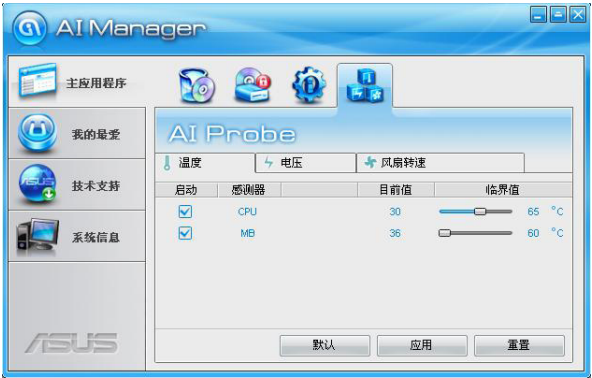 AI Manager
主应用程序
我的最爱
技术支持
系统信息
ASUS
AI Probe
温度 电压 风扇转速
启动 感测器 目前值 临界值
CPU 30 65 °C
MB 36 60 °C
默认 应用 重置